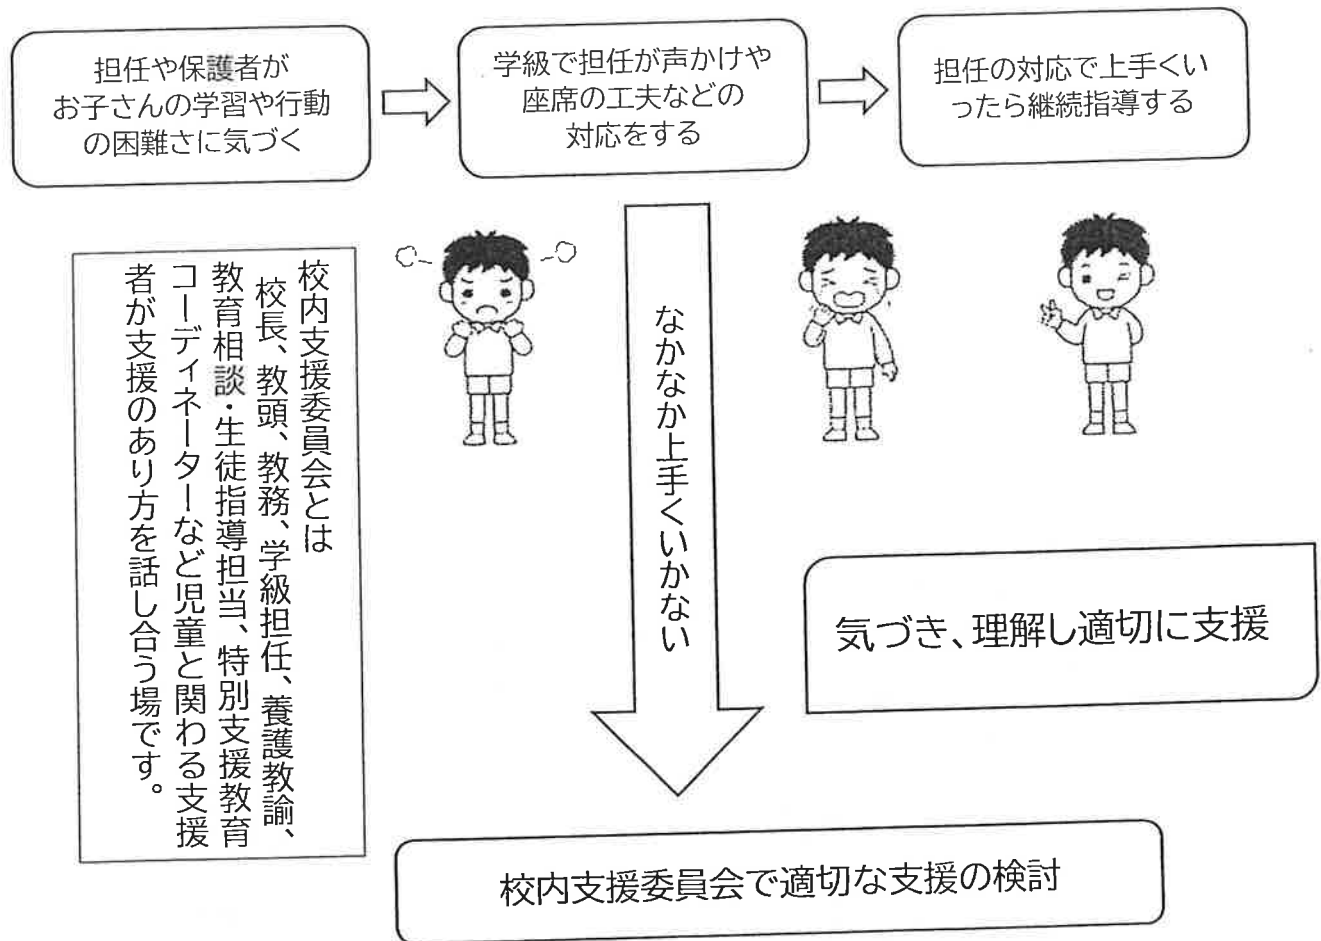 担任や保護者が
お子さんの学習や行動
の困難さに気づく
学級で担任が声かけや
座席の工夫などの
対応をする
担任の対応で上手くい
ったら継続指導する
なかなか上手くいかない
校内支援委員会とは
校長、教頭、教務、学級担任、養護教諭、
教育相談・生徒指導担当、特別支援教育
コーディネーターなど児童と関わる支援
者が支援のあり方を話し合う場です。
気づき、理解し適切に支援
校内支援委員会で適切な支援の検討